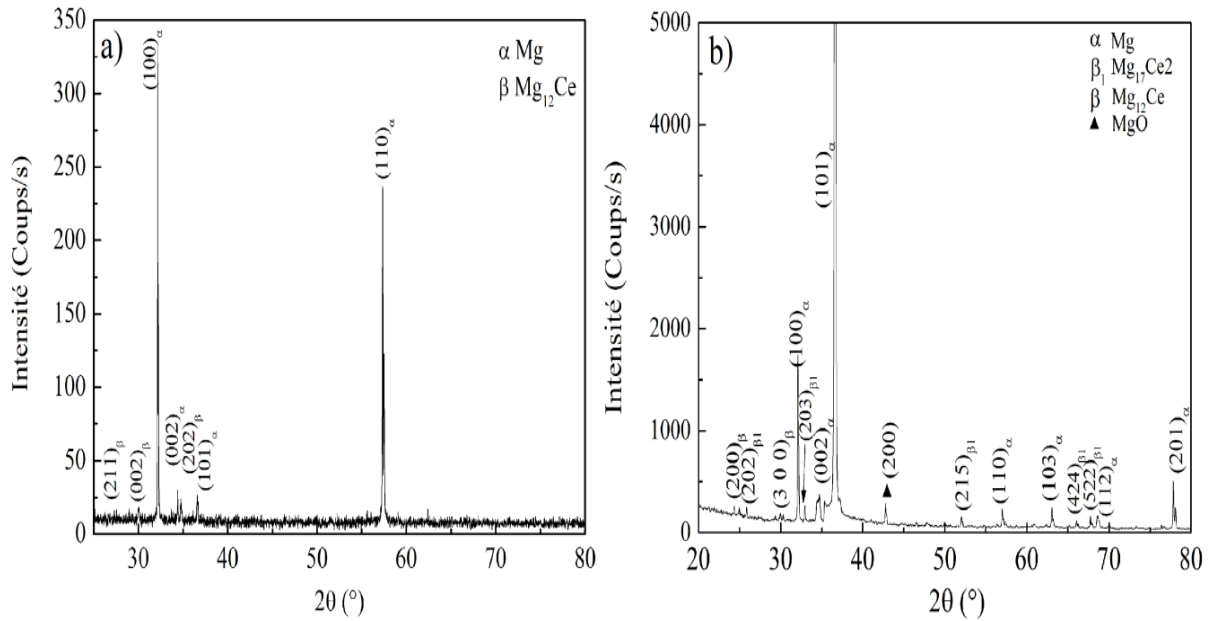 a)
α Mg
β Mg₁₂Ce
Intensité (Coups/s)
350
300
250
200
150
100
50
0
(100)α
(110)α
(211)β
(002)β
(002)α
(202)β
(101)α
30
40
50
60
70
80
2θ (°)
b)
α Mg
β₁ Mg₁₇Ce2
β Mg₁₂Ce
▲ MgO
Intensité (Coups/s)
5000
4000
3000
2000
1000
0
(200)β
(202)β1
(3 0 0)β
(100)α
(203)β1
(002)α
(101)α
▲(200)
(215)β1
(110)α
(103)α
(424)β1
(522)β1
(112)α
(201)α
20
30
40
50
60
70
80
2θ (°)